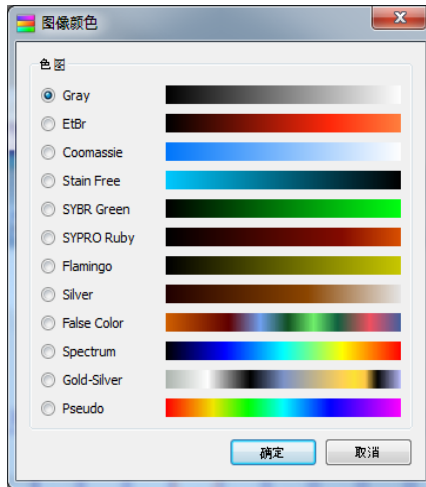 图像颜色
色图
Gray
EtBr
Coomassie
Stain Free
SYBR Green
SYPRO Ruby
Flamingo
Silver
False Color
Spectrum
Gold-Silver
Pseudo
确定
取消